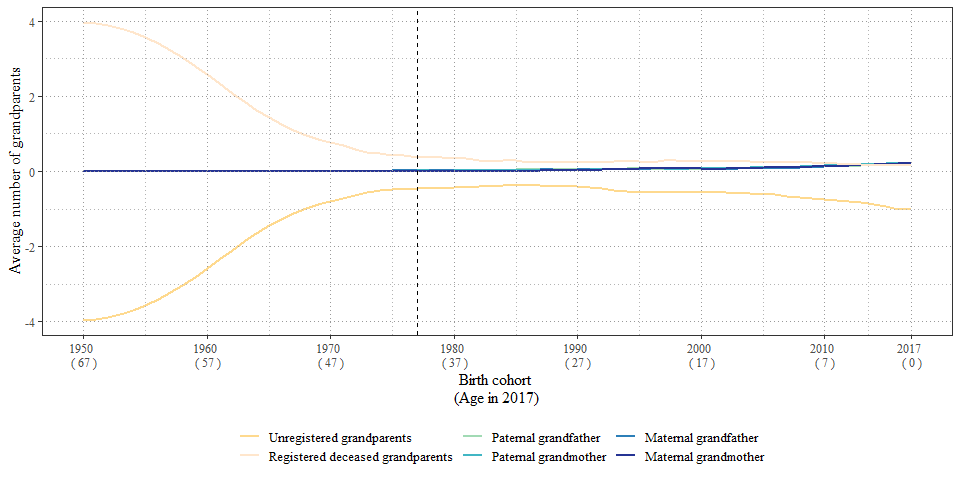 Average number of grandparents
4
2
0
-2
-4
1950 1960 1970 1980 1990 2000 2010 2017
( 67 ) ( 57 ) ( 47 ) ( 37 ) ( 27 ) ( 17 ) ( 7 ) ( 0 )
Birth cohort
(Age in 2017)
Unregistered grandparents Paternal grandfather Maternal grandfather
Registered deceased grandparents Paternal grandmother Maternal grandmother